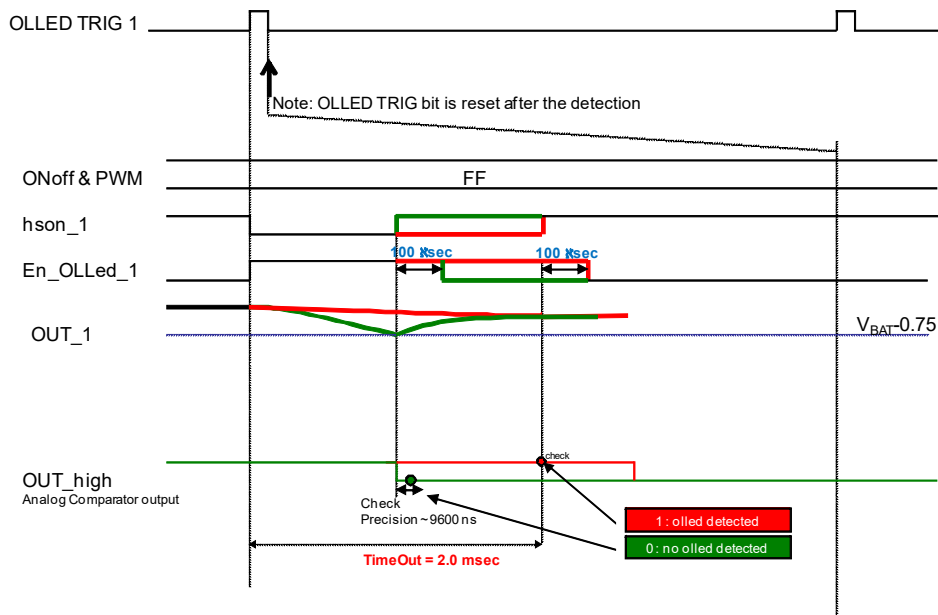 OLLED TRIG 1
Note: OLLED TRIG bit is reset after the detection
ONoff & PWM
FF
hson_1
100
sec
100
sec
En_OLLed_1
OUT_1
VBAT-0.75
check
OUT_high
Analog Comparator output
Check
Precision ~9600 ns
1 : olled detected
0 : no olled detected
TimeOut = 2.0 msec